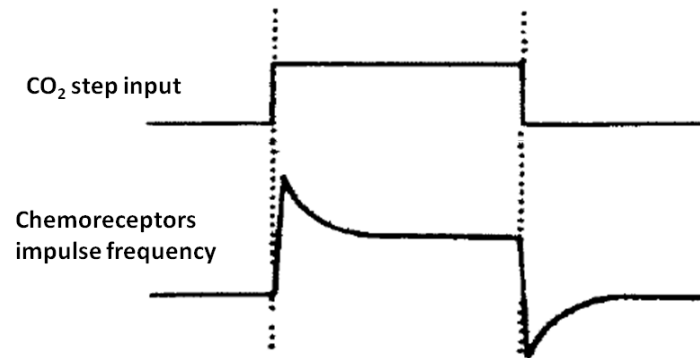 CO₂ step input
Chemoreceptors
impulse frequency